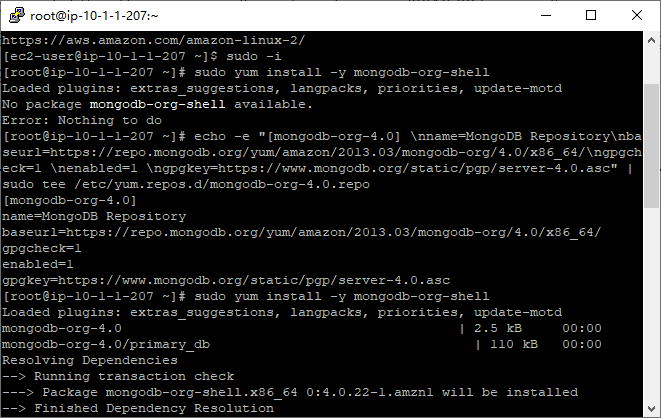 root@ip-10-1-1-207:~
https://aws.amazon.com/amazon-linux-2/
[ec2-user@ip-10-1-1-207 ~]$ sudo -i
[root@ip-10-1-1-207 ~]# sudo yum install -y mongodb-org-shell
Loaded plugins: extras_suggestions, langpacks, priorities, update-motd
No package mongodb-org-shell available.
Error: Nothing to do
[root@ip-10-1-1-207 ~]# echo -e "[mongodb-org-4.0] \nname=MongoDB Repository\nba
seurl=https://repo.mongodb.org/yum/amazon/2013.03/mongodb-org/4.0/x86_64/\ngpgch
eck=1 \nenabled=1 \ngpgkey=https://www.mongodb.org/static/pgp/server-4.0.asc" |
sudo tee /etc/yum.repos.d/mongodb-org-4.0.repo
[mongodb-org-4.0]
name=MongoDB Repository
baseurl=https://repo.mongodb.org/yum/amazon/2013.03/mongodb-org/4.0/x86_64/
gpgcheck=1
enabled=1
gpgkey=https://www.mongodb.org/static/pgp/server-4.0.asc
[root@ip-10-1-1-207 ~]# sudo yum install -y mongodb-org-shell
Loaded plugins: extras_suggestions, langpacks, priorities, update-motd
mongodb-org-4.0 | 2.5 kB 00:00
mongodb-org-4.0/primary_db | 110 kB 00:00
Resolving Dependencies
--> Running transaction check
---> Package mongodb-org-shell.x86_64 0:4.0.22-1.amzn1 will be installed
--> Finished Dependency Resolution